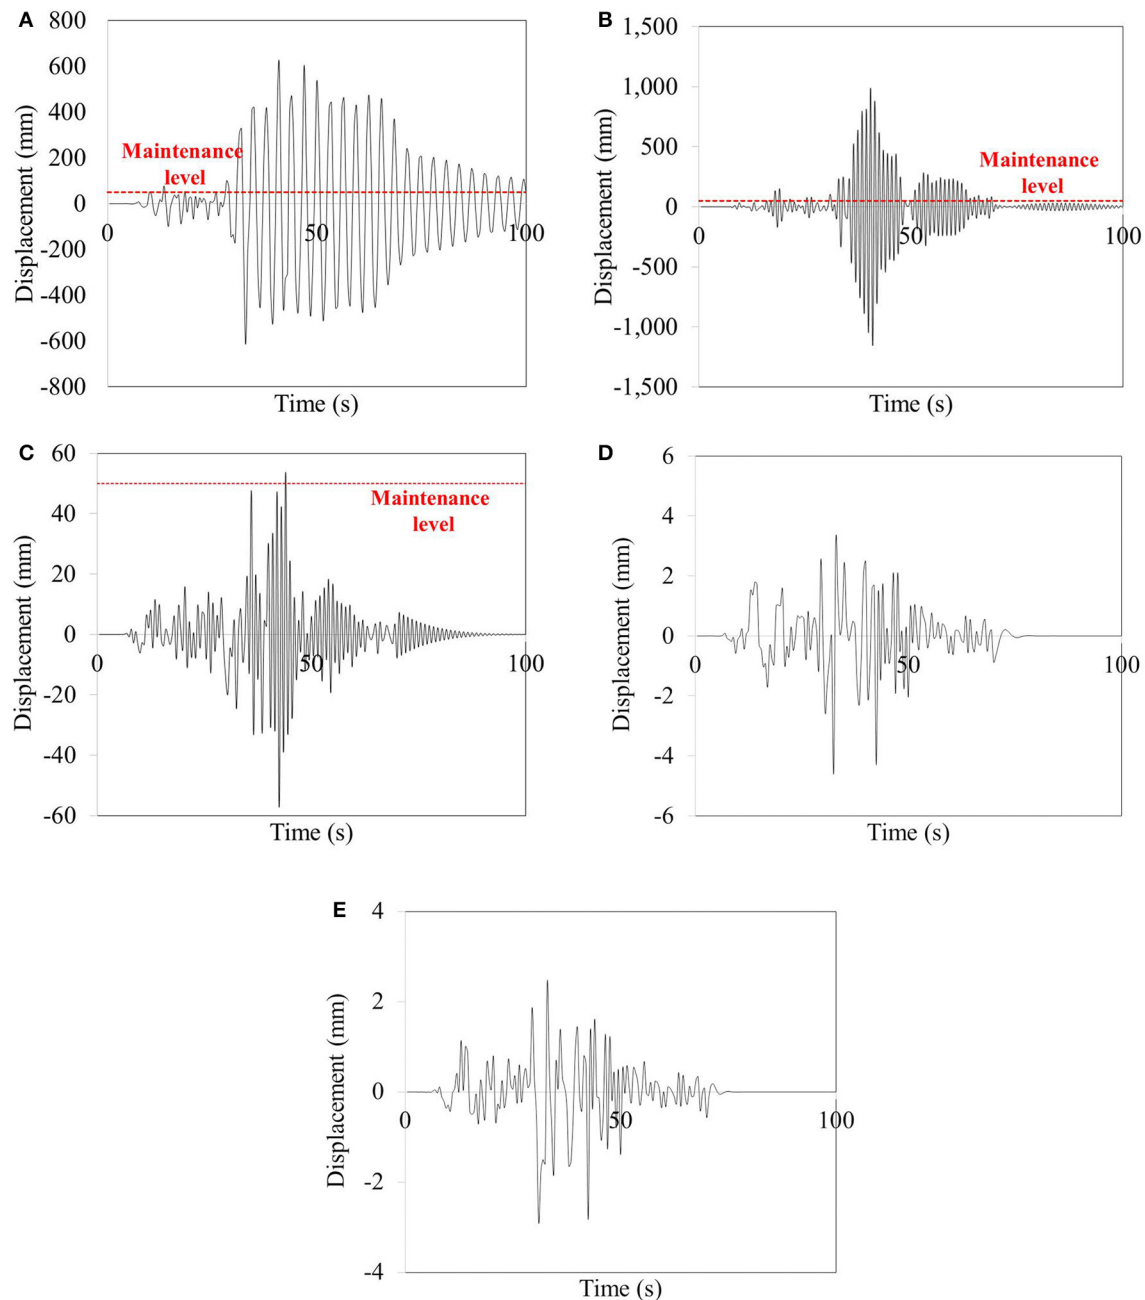 A
800
600
400
200
0
-200
-400
-600
-800
Displacement (mm)
Maintenance
level
50
100
Time (s)
0
B
1,500
1,000
500
0
-500
-1,000
-1,500
Displacement (mm)
Maintenance
level
0
50
100
Time (s)
C
60
40
20
0
-20
-40
-60
Displacement (mm)
Maintenance
level
0
50
100
Time (s)
D
6
4
2
0
-2
-4
-6
Displacement (mm)
0
50
100
Time (s)
E
4
2
0
-2
-4
Displacement (mm)
0
50
100
Time (s)